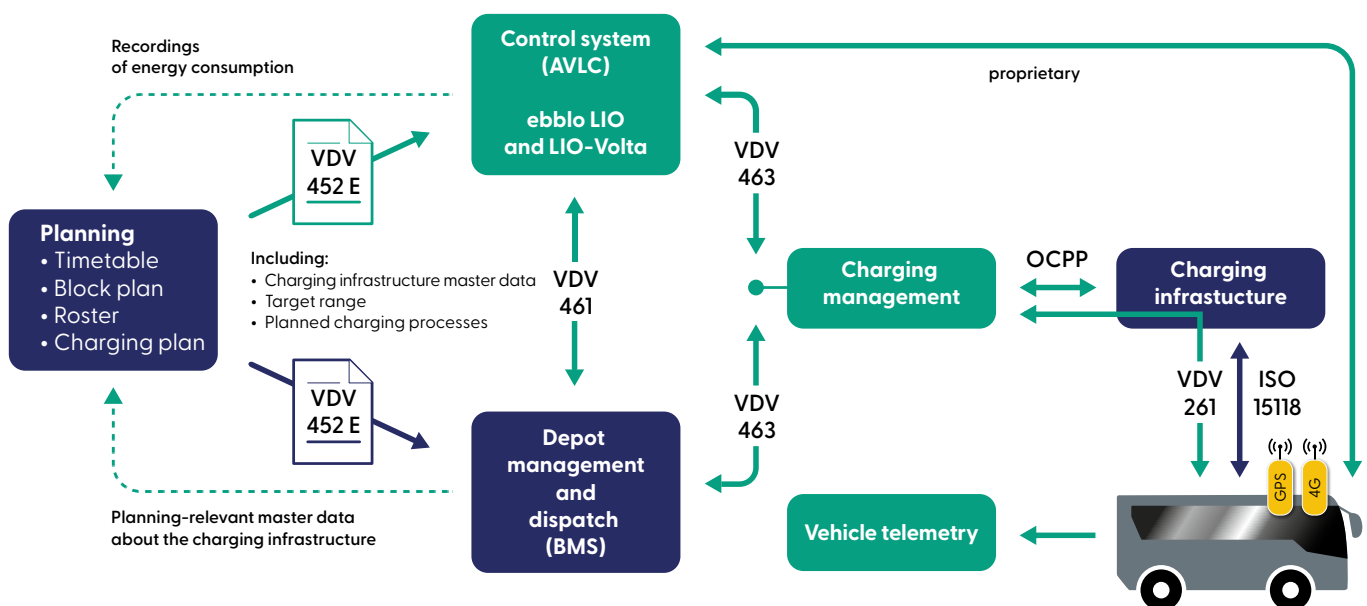 Recordings
of energy consumption
Control system
(AVLC)
ebblo LIO
and LIO-Volta
proprietary
VDV
452 E
VDV
463
Planning
• Timetable
• Block plan
• Roster
• Charging plan
Including:
• Charging infrastructure master data
• Target range
• Planned charging processes
VDV
461
Charging
management
OCPP
Charging
infrastucture
VDV
452 E
VDV
463
VDV
261
ISO
15118
Depot
management
and
dispatch
(BMS)
Planning-relevant master data
about the charging infrastructure
Vehicle telemetry
GPS
4G